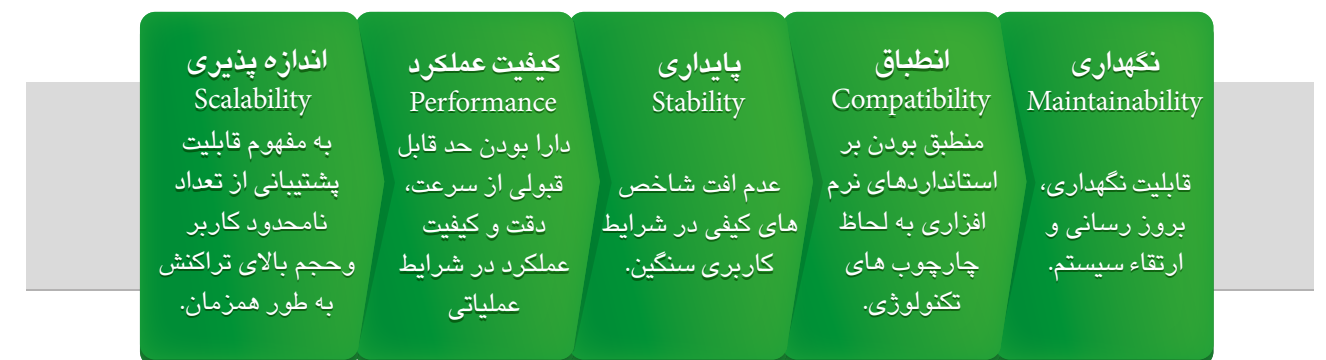 اندازه پذیری
Scalability
به مفهوم قابلیت
پشتیبانی از تعداد
نامحدود کاربر
وحجم بالای تراکنش
به طور همزمان.
کیفیت عملکرد
Performance
دارا بودن حد قابل
قبولی از سرعت،
دقت و کیفیت
عملکرد در شرایط
عملیاتی
پایداری
Stability
عدم افت شاخص
های کیفی در شرایط
کاربری سنگین.
انطباق
Compatibility
منطبق بودن بر
استانداردهای نرم
افزاری به لحاظ
چارچوب های
تکنولوژی.
نگهداری
Maintainability
قابلیت نگهداری،
بروز رسانی و
ارتقاء سیستم.